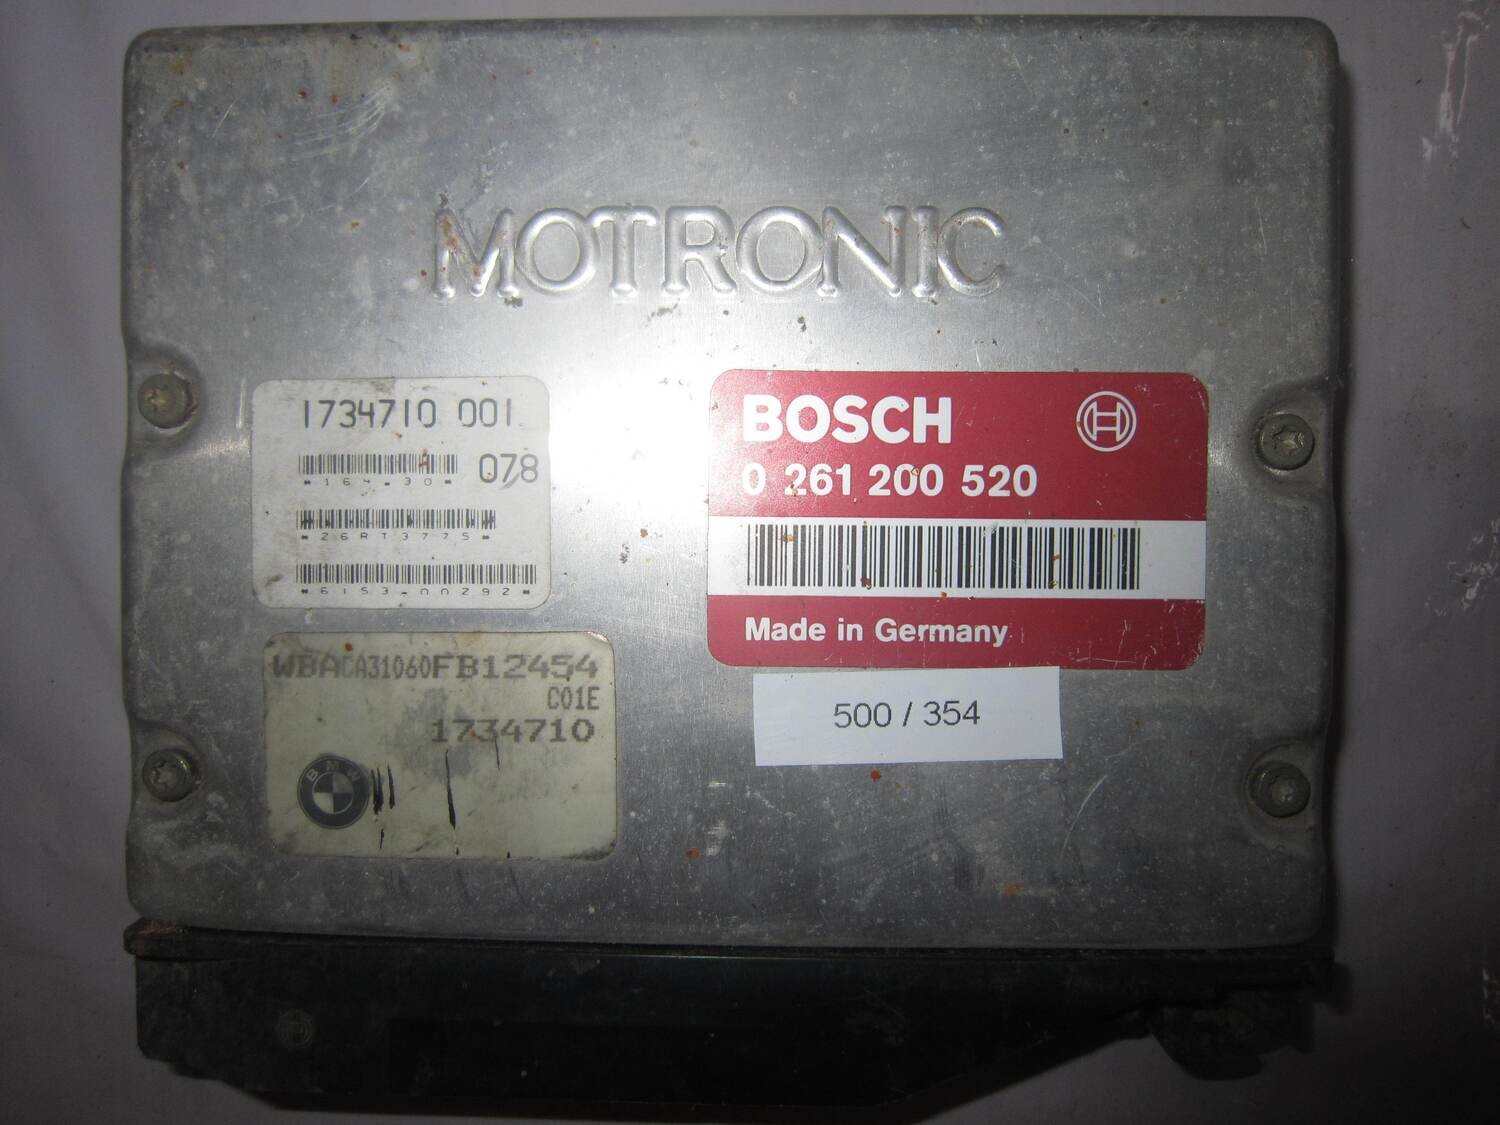 MOTRONIC
1734710 001
078
*164.30*
*26RT3775*
*6153-00292*
BOSCH
0 261 200 520
Made in Germany
WBACA31060FB12454
C01E
1734710
BMW
500 / 354